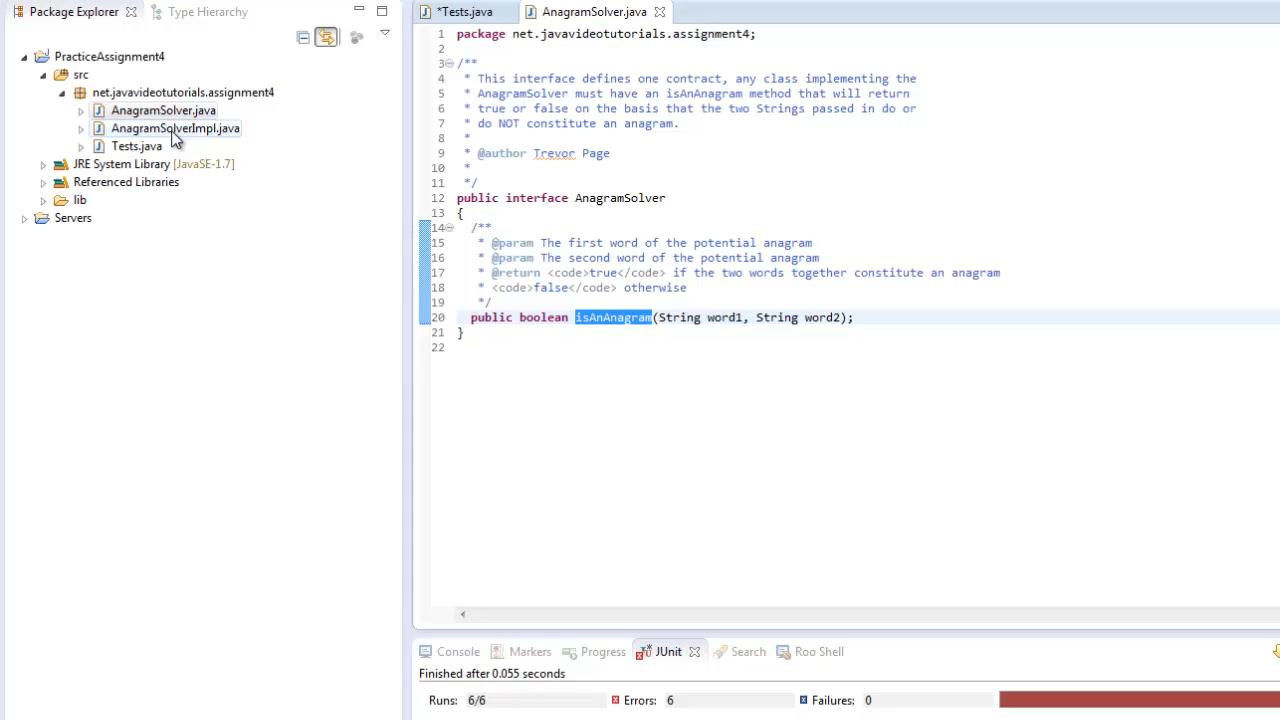 Package Explorer
Type Hierarchy
PracticeAssignment4
src
net.javavideotutorials.assignment4
AnagramSolver.java
AnagramSolverImpl.java
Tests.java
JRE System Library [JavaSE-1.7]
Referenced Libraries
lib
Servers
*Tests.java
AnagramSolver.java
1 package net.javavideotutorials.assignment4;
2
3 /**
4 * This interface defines one contract, any class implementing the
5 * AnagramSolver must have an isAnAnagram method that will return
6 * true or false on the basis that the two Strings passed in do or
7 * do NOT constitute an anagram.
8 *
9 * @author Trevor Page
10 *
11 */
12 public interface AnagramSolver
13 {
14 /**
15 * @param The first word of the potential anagram
16 * @param The second word of the potential anagram
17 * @return <code>true</code> if the two words together constitute an anagram
18 * <code>false</code> otherwise
19 */
20 public boolean isAnAnagram(String word1, String word2);
21 }
22
Console Markers Progress JUnit Search Roo Shell
Finished after 0.055 seconds
Runs: 6/6 Errors: 6 Failures: 0